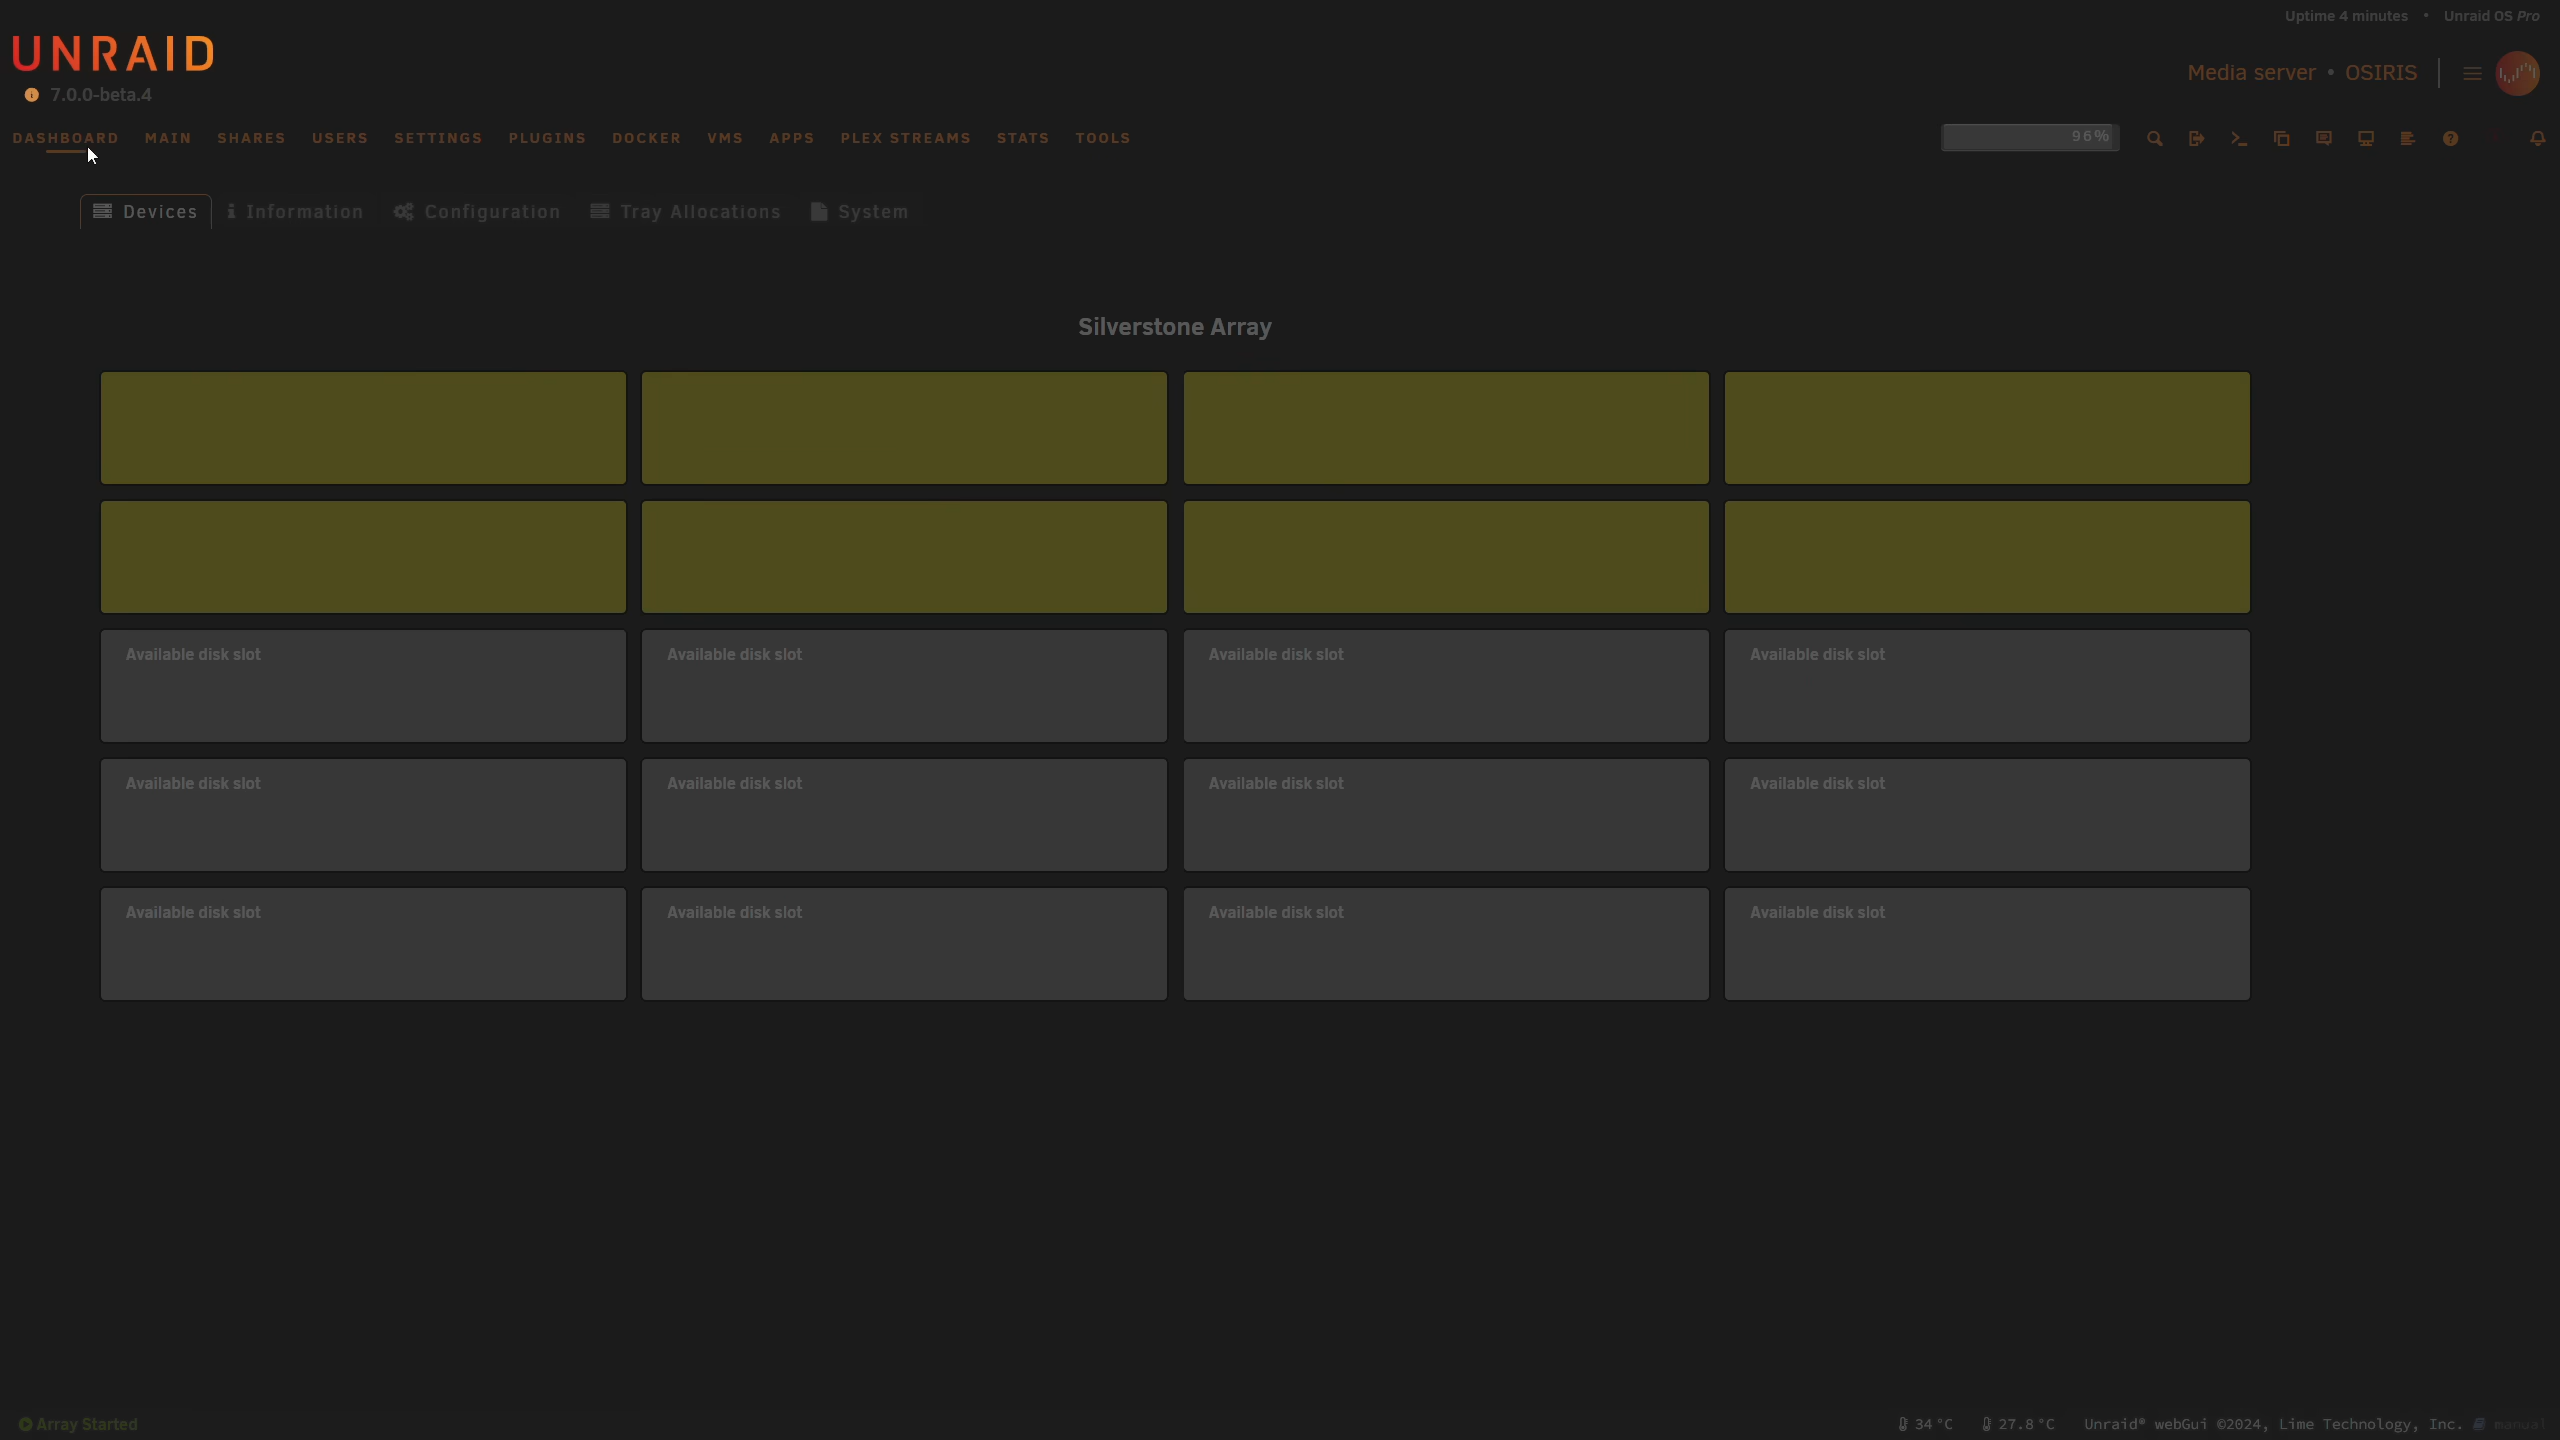 Uptime 4 minutes • Unraid OS Pro
UNRAID
Media server • OSIRIS
7.0.0-beta.4
DASHBOARD MAIN SHARES USERS SETTINGS PLUGINS DOCKER VMS APPS PLEX STREAMS STATS TOOLS 96%
Devices Information Configuration Tray Allocations System
Silverstone Array
Available disk slot Available disk slot Available disk slot Available disk slot
Available disk slot Available disk slot Available disk slot Available disk slot
Available disk slot Available disk slot Available disk slot Available disk slot
Array Started 34 °C 27.8 °C Unraid® webGui ©2024, Lime Technology, Inc. manual